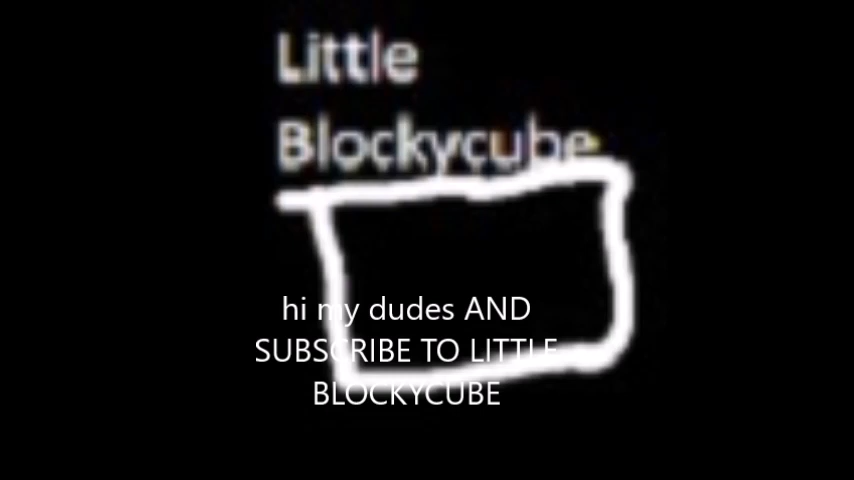 Little
Blockycube
hi my dudes AND
SUBSCRIBE TO LITTLE
BLOCKYCUBE